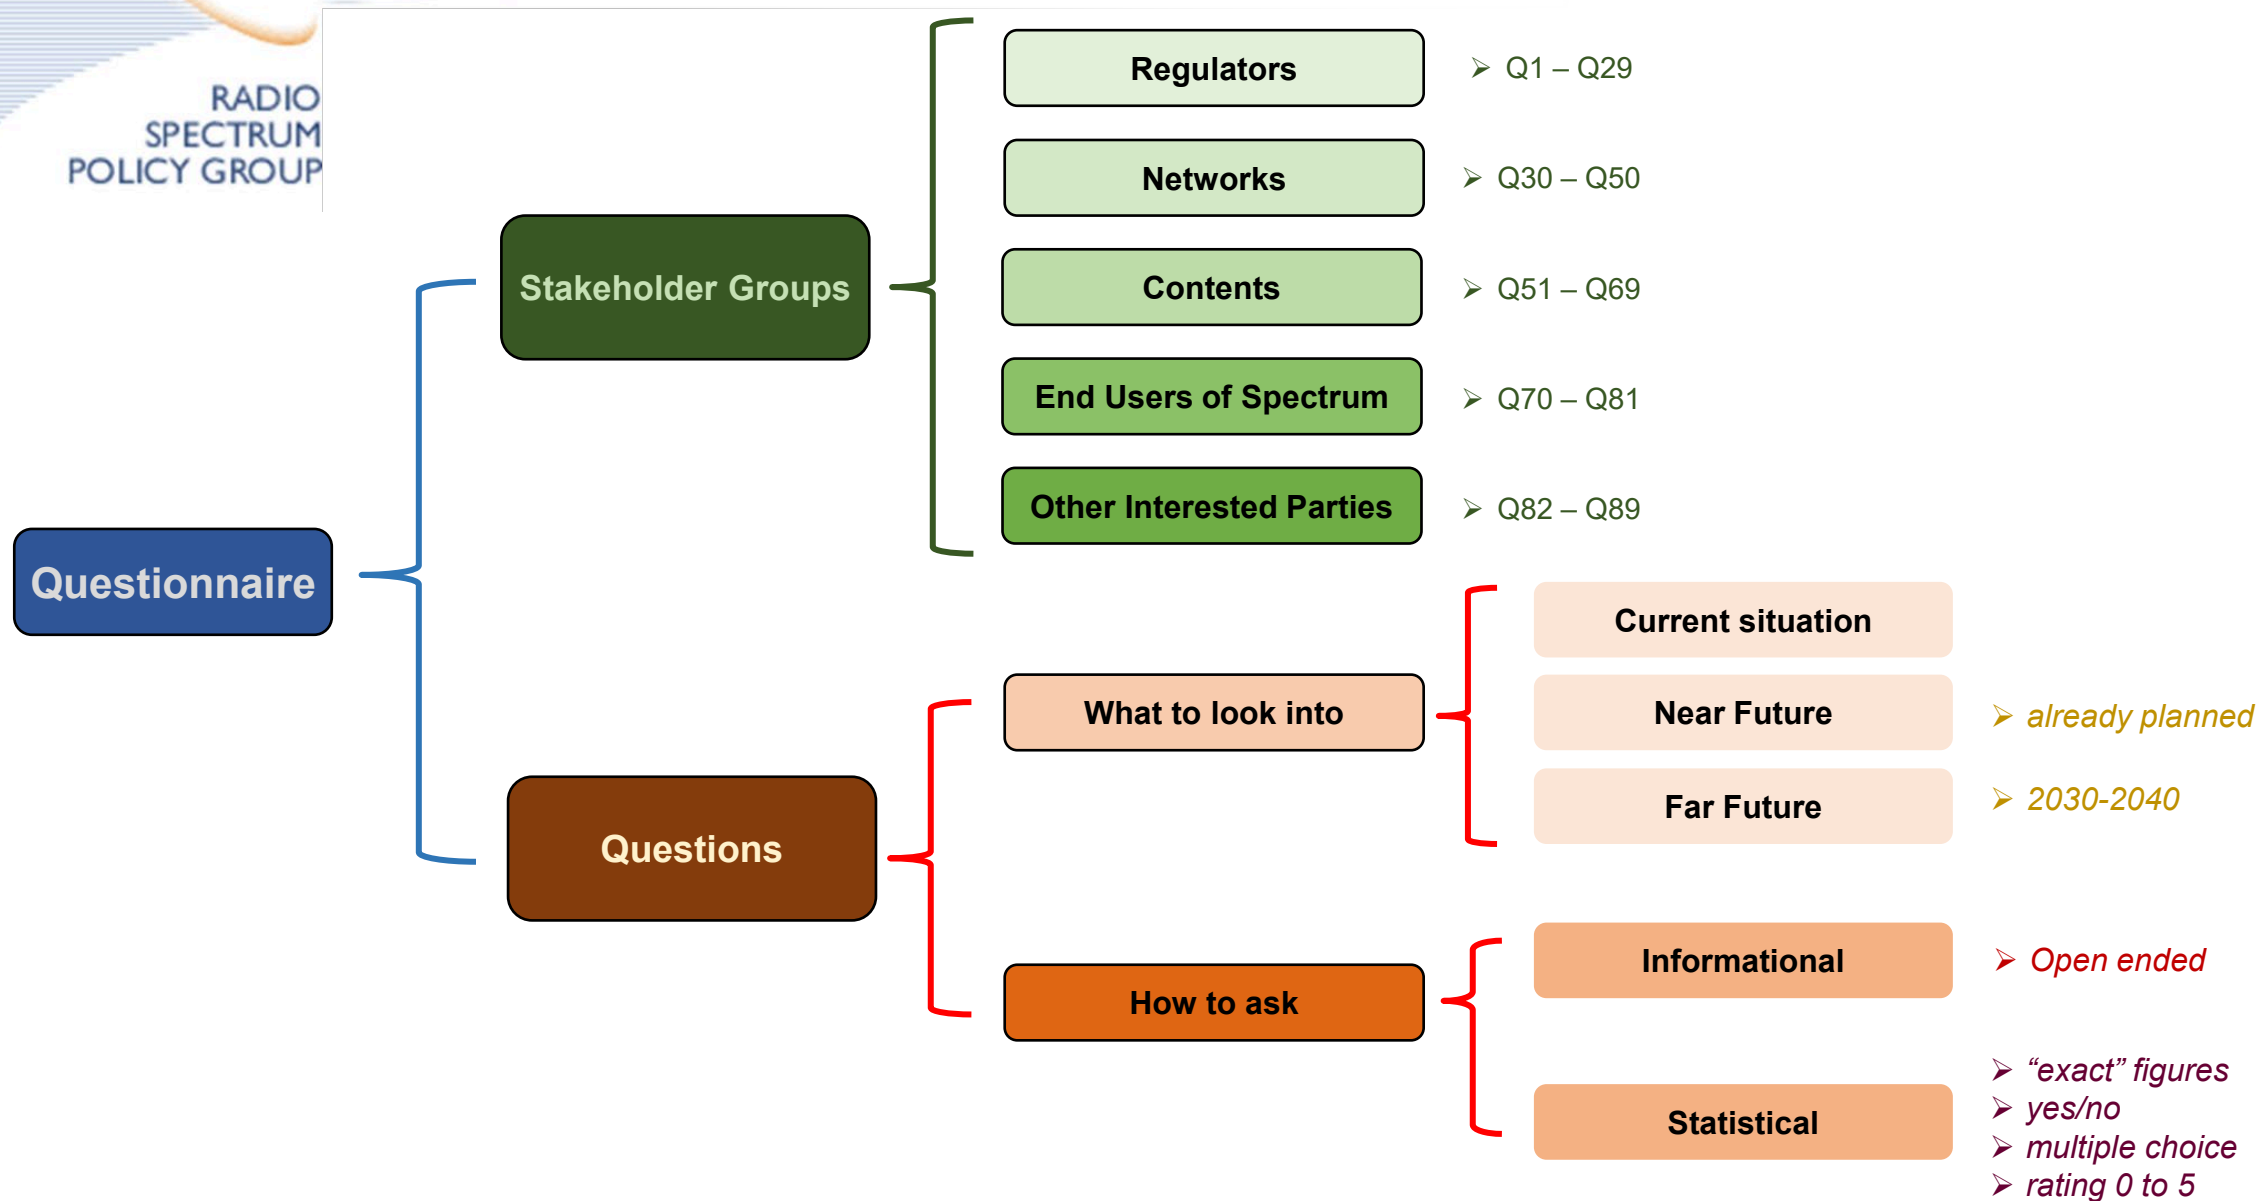 RADIO
SPECTRUM
POLICY GROUP
Questionnaire
Stakeholder Groups
Regulators
➢ Q1 – Q29
Networks
➢ Q30 – Q50
Contents
➢ Q51 – Q69
End Users of Spectrum
➢ Q70 – Q81
Other Interested Parties
➢ Q82 – Q89
Questions
What to look into
Current situation
Near Future
➢ already planned
Far Future
➢ 2030-2040
How to ask
Informational
➢ Open ended
Statistical
➢ “exact” figures
➢ yes/no
➢ multiple choice
➢ rating 0 to 5